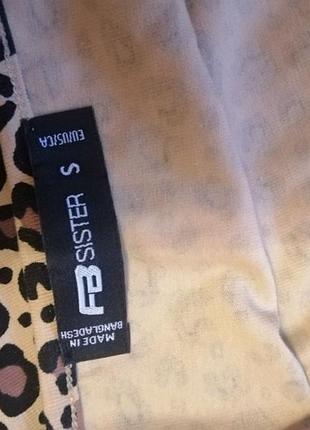 EU/US/CA S
FB SISTER
MADE IN
BANGLADESH